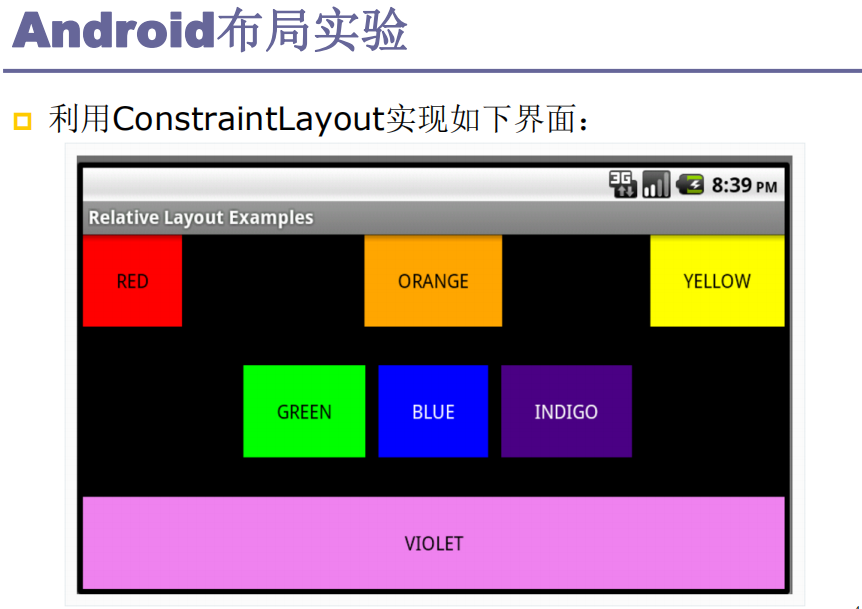 Android布局实验
利用ConstraintLayout实现如下界面：
3G 8:39 PM
Relative Layout Examples
RED ORANGE YELLOW
GREEN BLUE INDIGO
VIOLET